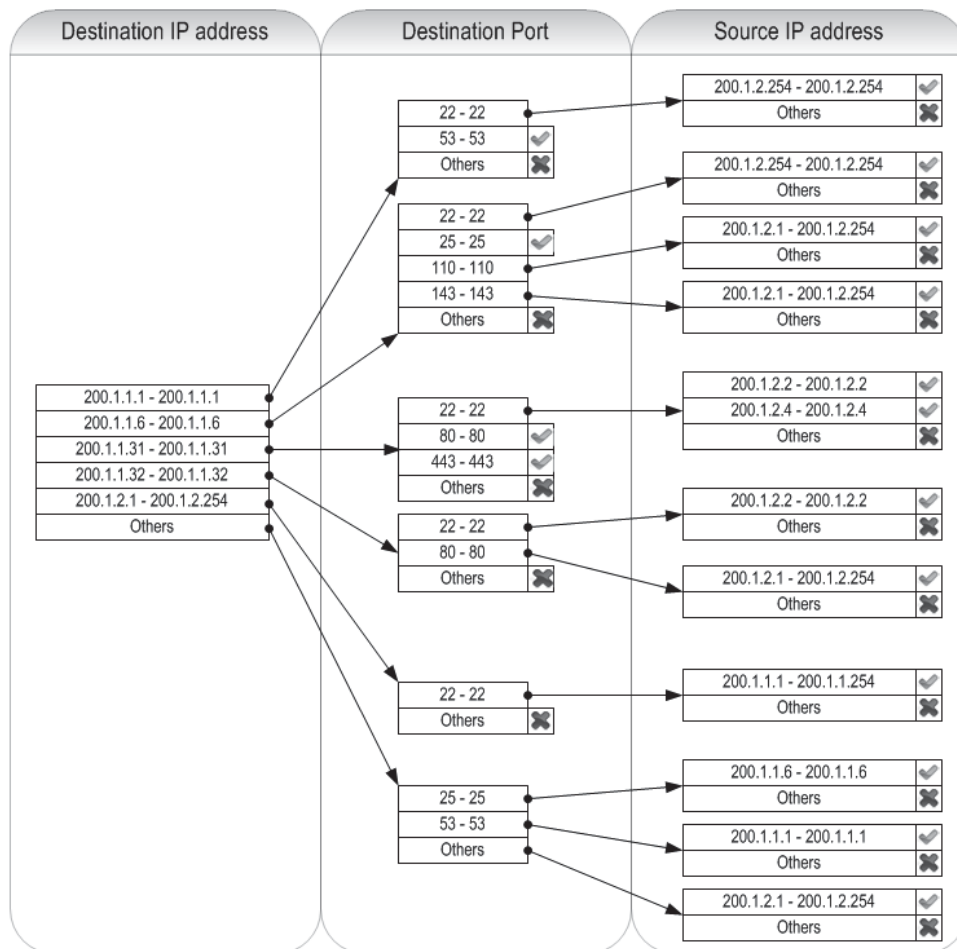 Destination IP address
Destination Port
Source IP address
200.1.1.1 - 200.1.1.1
200.1.1.6 - 200.1.1.6
200.1.1.31 - 200.1.1.31
200.1.1.32 - 200.1.1.32
200.1.2.1 - 200.1.2.254
Others
22 - 22
53 - 53
Others
22 - 22
25 - 25
110 - 110
143 - 143
Others
22 - 22
80 - 80
443 - 443
Others
22 - 22
80 - 80
Others
22 - 22
Others
25 - 25
53 - 53
Others
200.1.2.254 - 200.1.2.254
Others
200.1.2.254 - 200.1.2.254
Others
200.1.2.1 - 200.1.2.254
Others
200.1.2.1 - 200.1.2.254
Others
200.1.2.2 - 200.1.2.2
200.1.2.4 - 200.1.2.4
Others
200.1.2.2 - 200.1.2.2
Others
200.1.2.1 - 200.1.2.254
Others
200.1.1.1 - 200.1.1.254
Others
200.1.1.6 - 200.1.1.6
Others
200.1.1.1 - 200.1.1.1
Others
200.1.2.1 - 200.1.2.254
Others